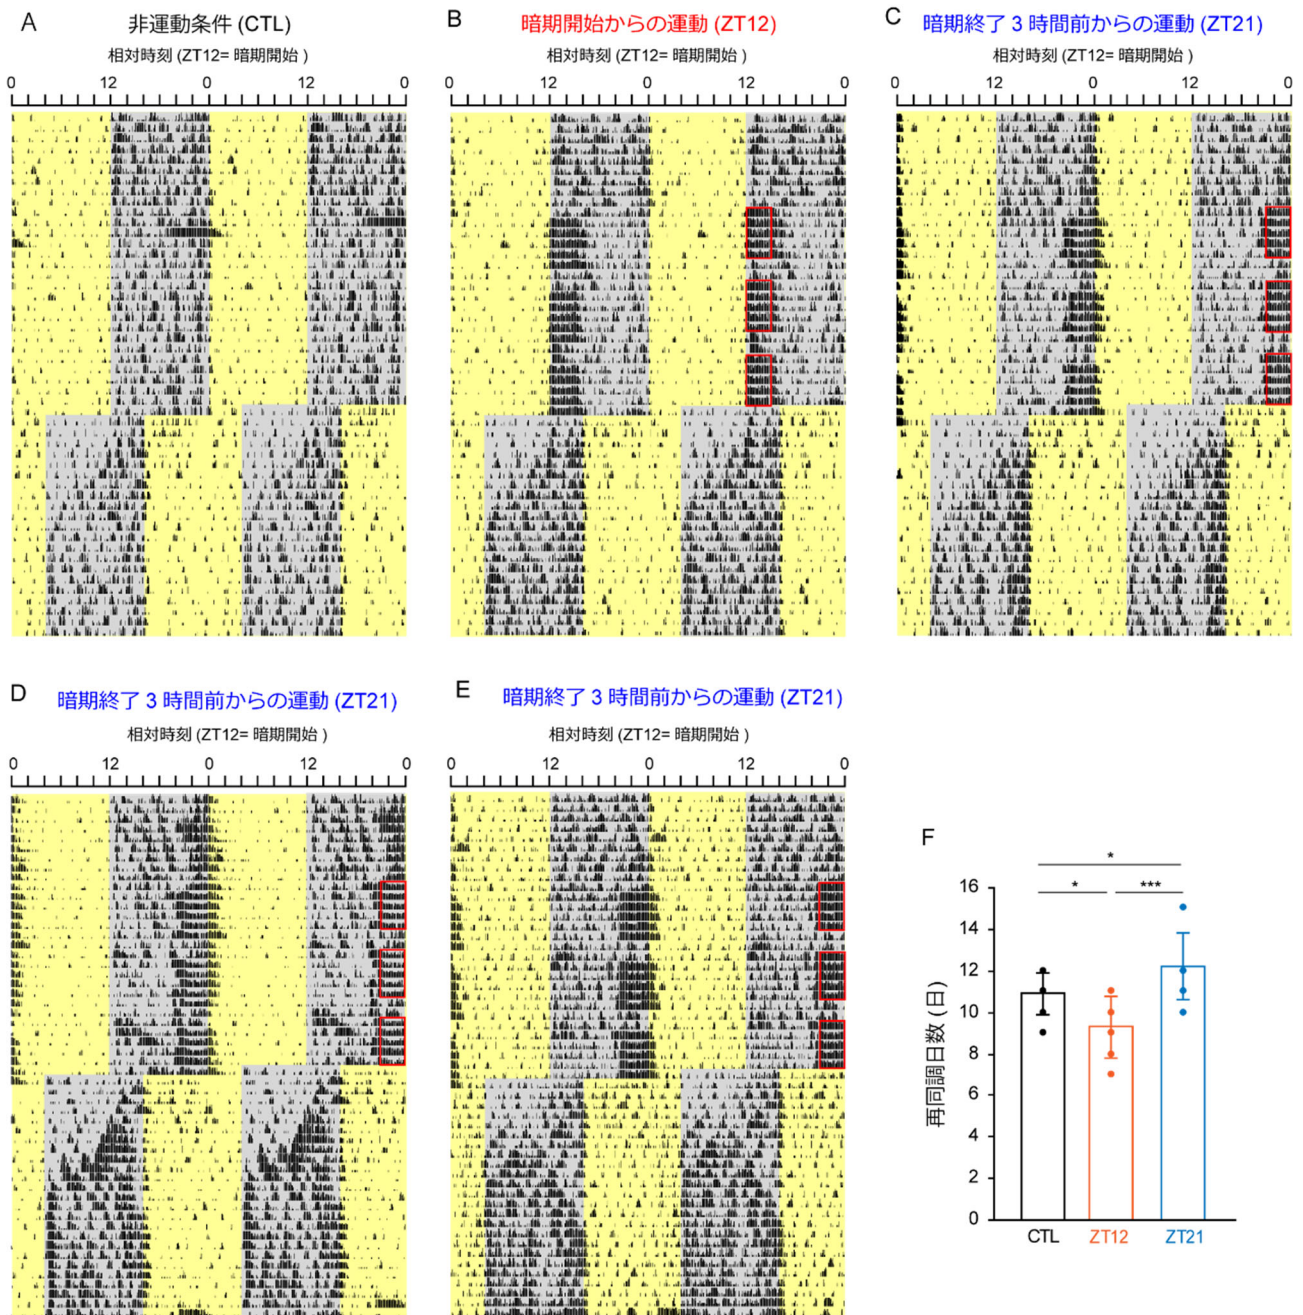 A
非運動条件 (CTL)
相対時刻 (ZT12= 暗期開始 )
0 12 0 12 0
B
暗期開始からの運動 (ZT12)
相対時刻 (ZT12= 暗期開始 )
0 12 0 12 0
C
暗期終了 3 時間前からの運動 (ZT21)
相対時刻 (ZT12= 暗期開始 )
0 12 0 12 0
D
暗期終了 3 時間前からの運動 (ZT21)
相対時刻 (ZT12= 暗期開始 )
0 12 0 12 0
E
暗期終了 3 時間前からの運動 (ZT21)
相対時刻 (ZT12= 暗期開始 )
0 12 0 12 0
F
*
* ***
再同調日数 (日)
16
14
12
10
8
6
4
2
0
CTL ZT12 ZT21